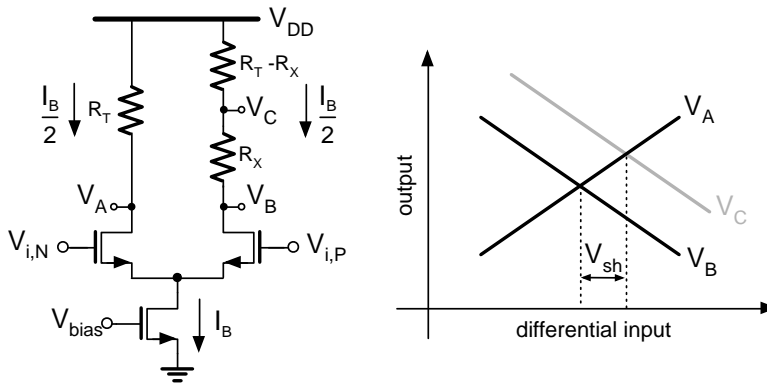 V_DD
R_T -R_X
I_B/2
R_T
V_C
I_B/2
R_X
V_A
V_B
V_i,N
V_i,P
V_bias
I_B
output
V_A
V_C
V_B
V_sh
differential input